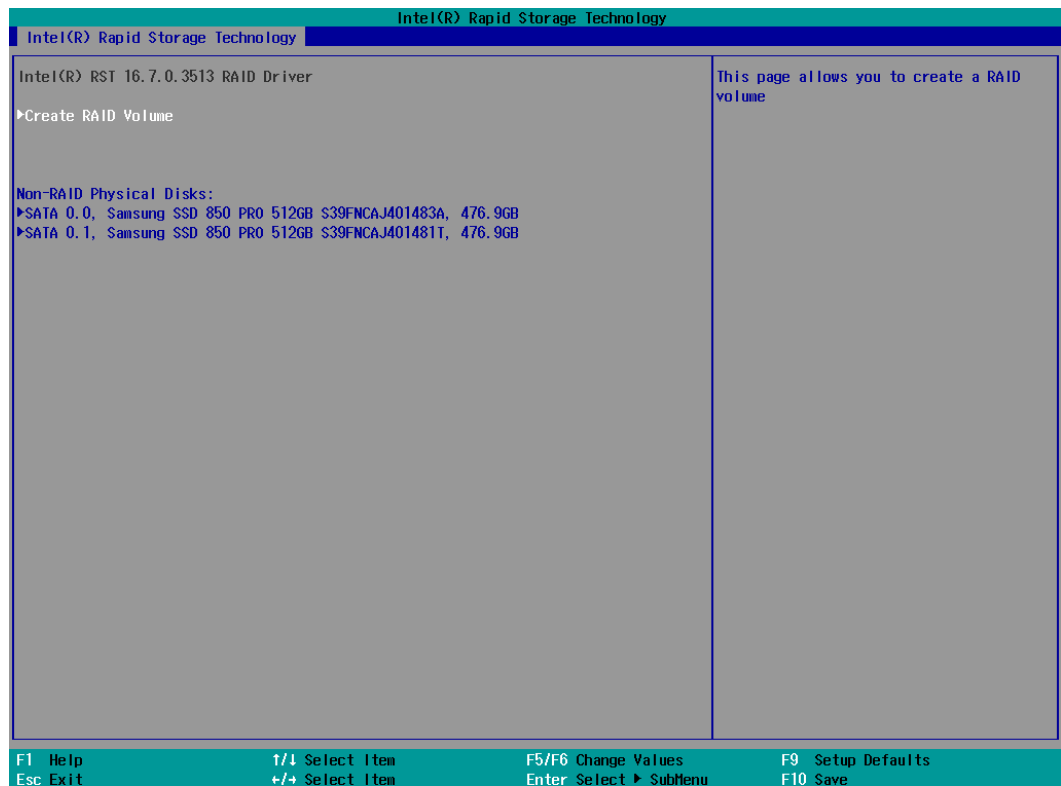 Intel(R) Rapid Storage Technology
Intel(R) Rapid Storage Technology
Intel(R) RST 16.7.0.3513 RAID Driver
▶Create RAID Volume
Non-RAID Physical Disks:
▶SATA 0.0, Samsung SSD 850 PRO 512GB S39FNCAJ401483A, 476.9GB
▶SATA 0.1, Samsung SSD 850 PRO 512GB S39FNCAJ401481T, 476.9GB
This page allows you to create a RAID
volume
F1 Help ↑/↓ Select Item F5/F6 Change Values F9 Setup Defaults
Esc Exit ←/→ Select Item Enter Select ▶ SubMenu F10 Save